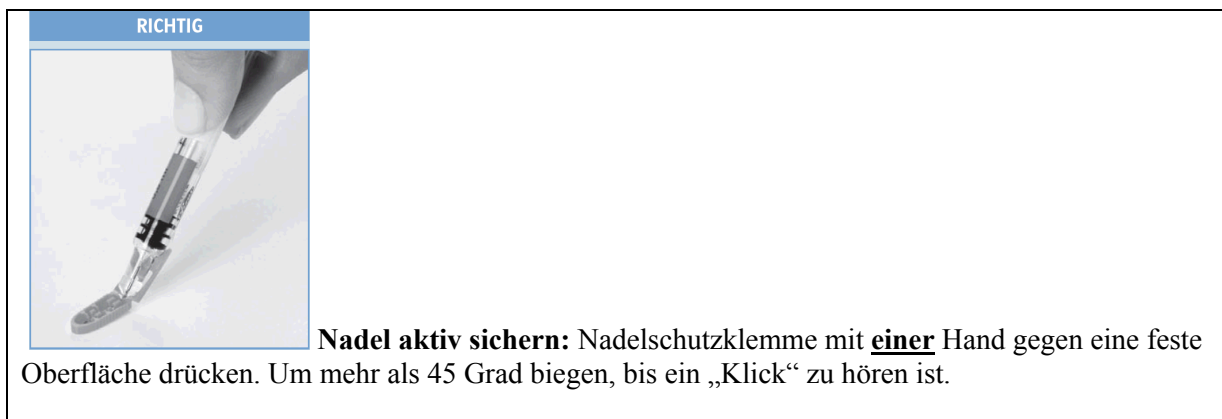 RICHTIG
Nadel aktiv sichern: Nadelschutzklemme mit einer Hand gegen eine feste
Oberfläche drücken. Um mehr als 45 Grad biegen, bis ein „Klick“ zu hören ist.